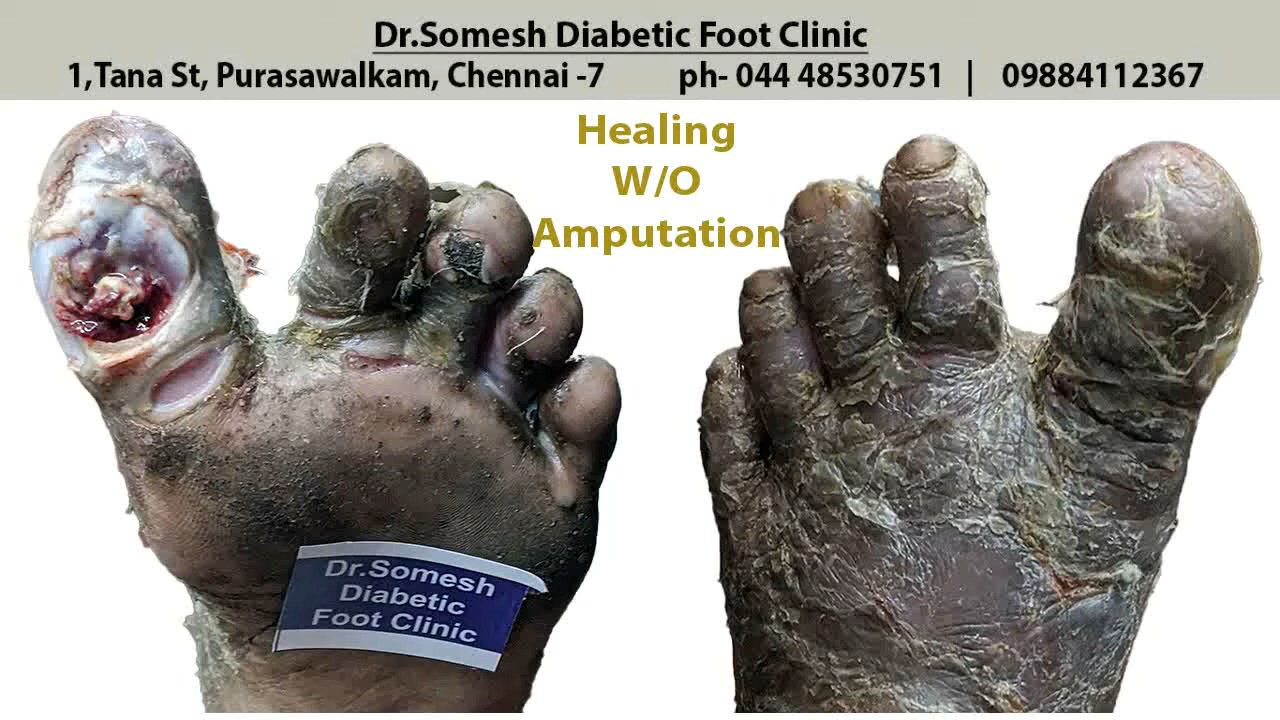 Dr.Somesh Diabetic Foot Clinic
1,Tana St, Purasawalkam, Chennai -7 ph- 044 48530751 | 09884112367
Healing
W/O
Amputation
Dr.Somesh
Diabetic
Foot Clinic